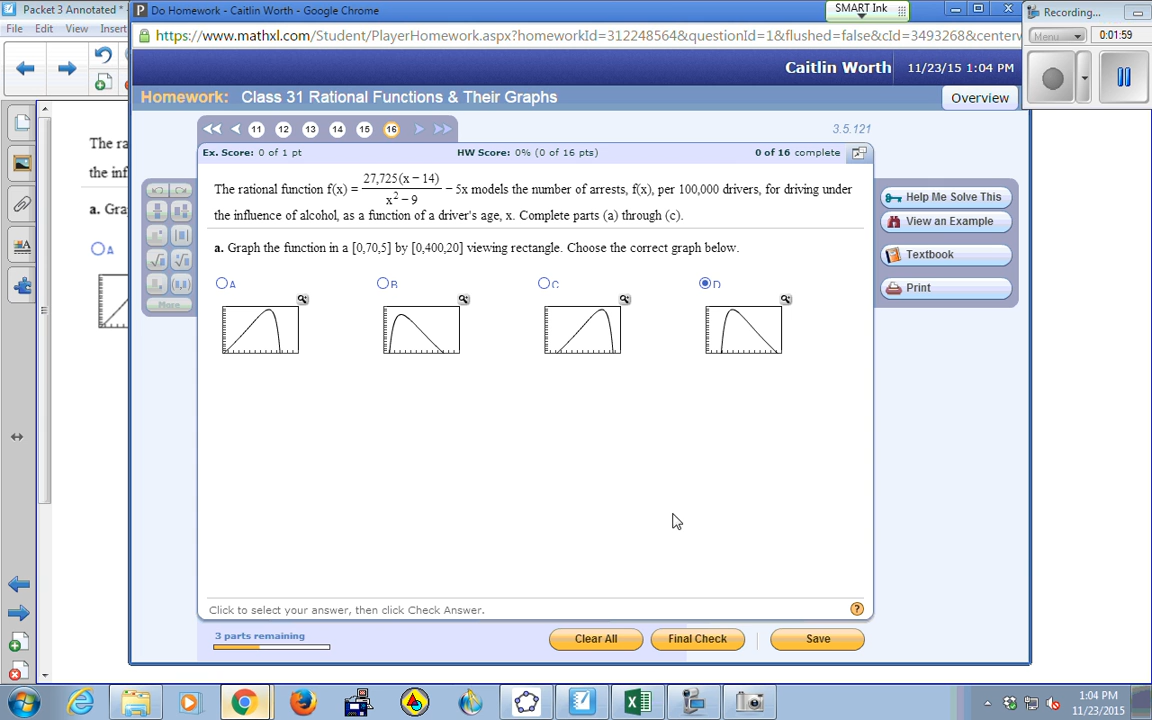 Packet 3 Annotated *
File Edit View Insert
The ra
the inf
a. Gra
A
Do Homework - Caitlin Worth - Google Chrome
SMART Ink
https://www.mathxl.com/Student/PlayerHomework.aspx?homeworkId=312248564&questionId=1&flushed=false&cId=3493268&centerw
Caitlin Worth 11/23/15 1:04 PM
Homework: Class 31 Rational Functions & Their Graphs
Overview
11 12 13 14 15 16
3.5.121
Ex. Score: 0 of 1 pt HW Score: 0% (0 of 16 pts) 0 of 16 complete
The rational function f(x) = 27,725(x − 14) / x² − 9 − 5x models the number of arrests, f(x), per 100,000 drivers, for driving under
the influence of alcohol, as a function of a driver's age, x. Complete parts (a) through (c).
a. Graph the function in a [0,70,5] by [0,400,20] viewing rectangle. Choose the correct graph below.
A B C D
More
Help Me Solve This
View an Example
Textbook
Print
Click to select your answer, then click Check Answer.
?
3 parts remaining
Clear All Final Check Save
Recording...
Menu
0:01:59
1:04 PM
11/23/2015